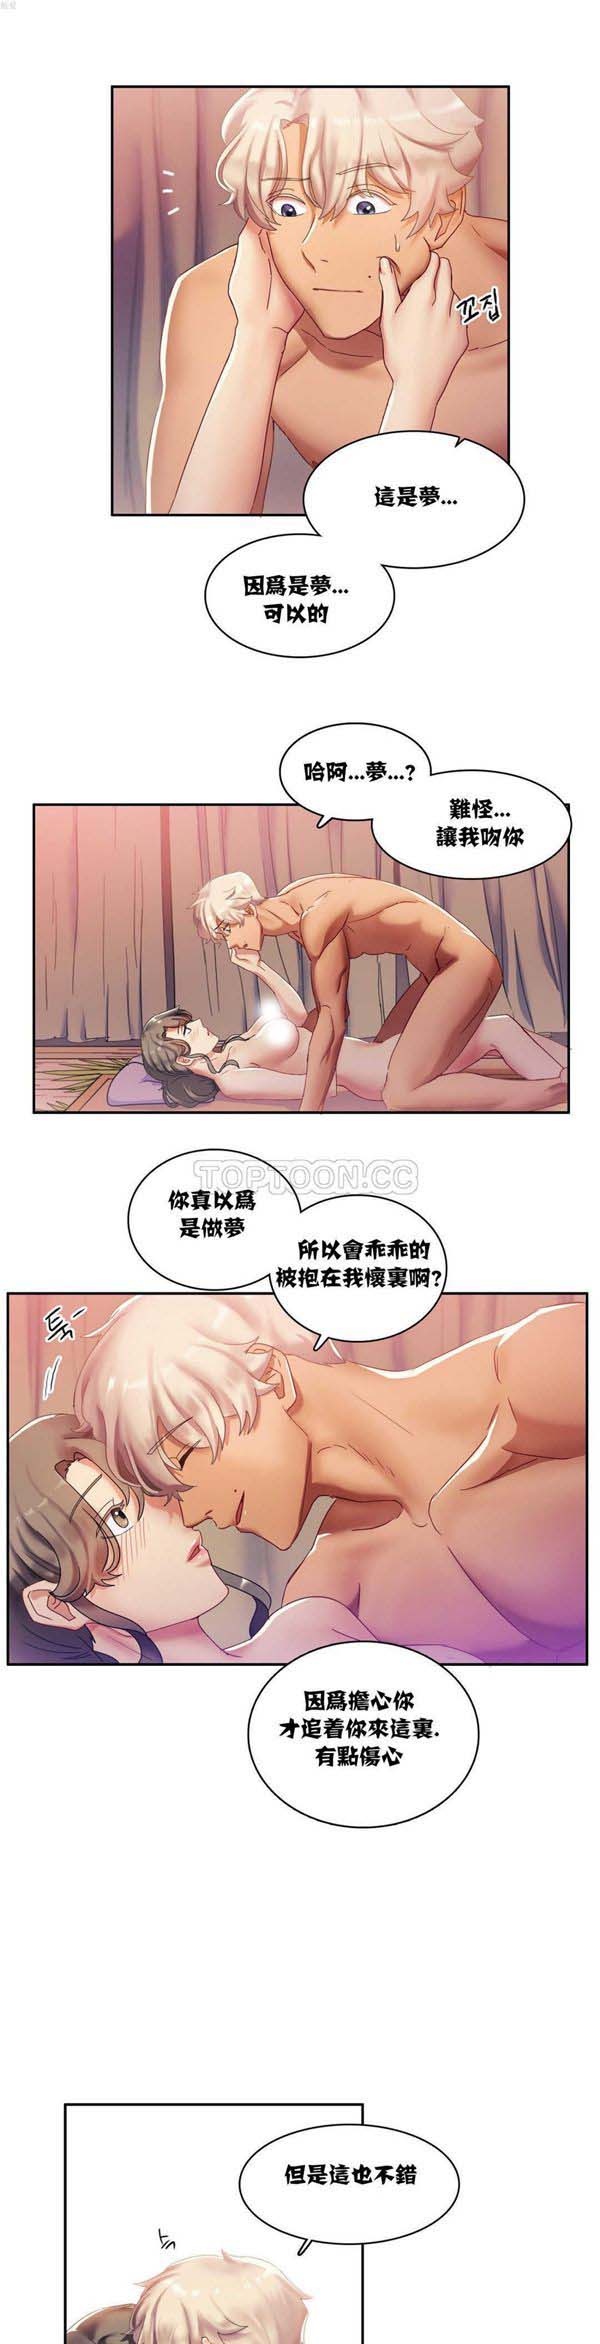 꼬집
這是夢...
因爲是夢...
可以的
哈阿...夢...?
難怪...
讓我吻你
TOPTOON.CC
你真以爲
是做夢
所以會乖乖的
被抱在我懷裏啊?
툭-
因爲擔心你
才追着你來這裏.
有點傷心
但是這也不錯